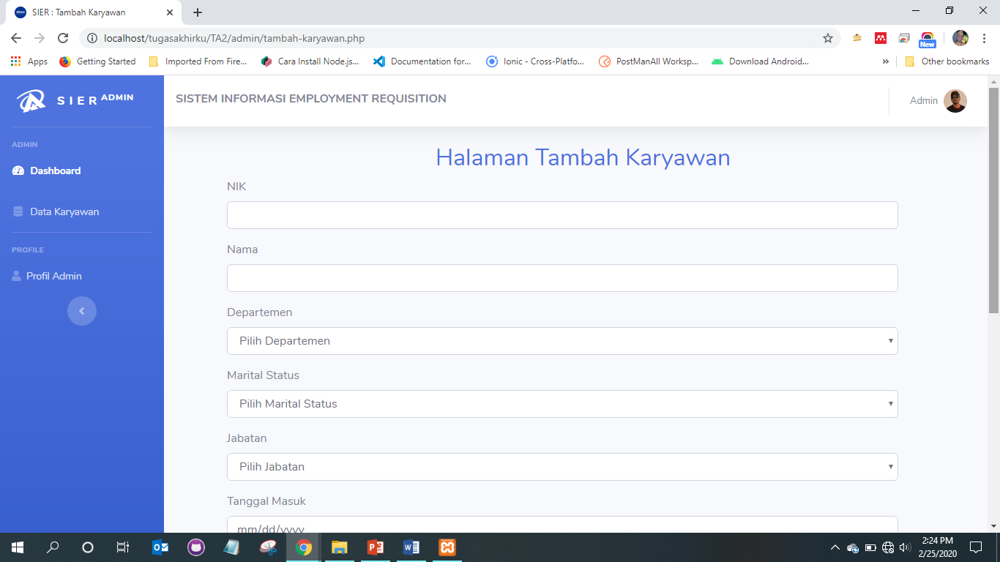 SIER : Tambah Karyawan
localhost/tugasakhirku/TA2/admin/tambah-karyawan.php
New
Apps Getting Started Imported From Fire... Cara Install Node.js... Documentation for... Ionic - Cross-Platfo... PostManAll Worksp... Download Android... » Other bookmarks
SIER ADMIN
SISTEM INFORMASI EMPLOYMENT REQUISITION
Admin
ADMIN
Dashboard
Data Karyawan
PROFILE
Profil Admin
Halaman Tambah Karyawan
NIK
Nama
Departemen
Pilih Departemen
Marital Status
Pilih Marital Status
Jabatan
Pilih Jabatan
Tanggal Masuk
mm/dd/yyyy
2:24 PM
2/25/2020